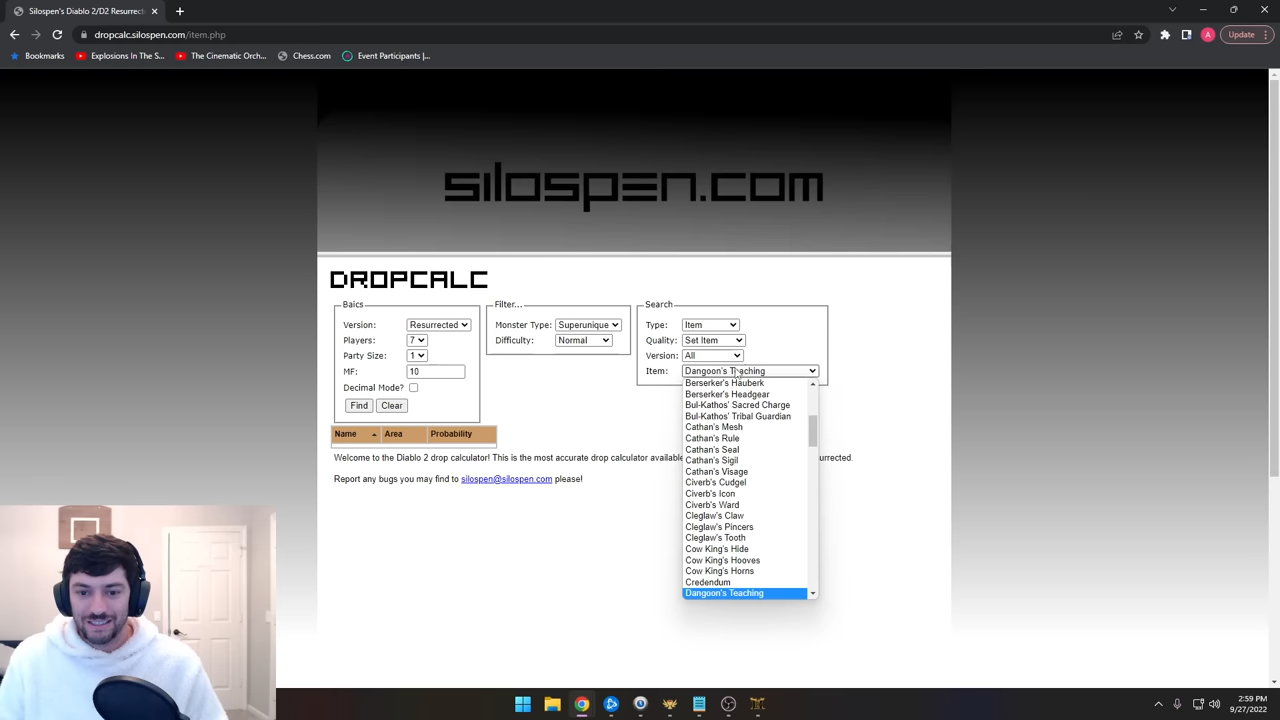 Silospen's Diablo 2/D2 Resurrect
dropcalc.silospen.com/item.php
A
Update
Bookmarks
Explosions In The S...
The Cinematic Orch...
Chess.com
Event Participants |...
silospen.com
DROPCALC
Baics
Version: Resurrected
Players: 7
Party Size: 1
MF: 10
Decimal Mode?
Find Clear
Filter...
Monster Type: Superunique
Difficulty: Normal
Search
Type: Item
Quality: Set Item
Version: All
Item: Dangoon's Teaching
Berserker's Hauberk
Berserker's Headgear
Bul-Kathos' Sacred Charge
Bul-Kathos' Tribal Guardian
Cathan's Mesh
Cathan's Rule
Cathan's Seal
Cathan's Sigil
Cathan's Visage
Civerb's Cudgel
Civerb's Icon
Civerb's Ward
Cleglaw's Claw
Cleglaw's Pincers
Cleglaw's Tooth
Cow King's Hide
Cow King's Hooves
Cow King's Horns
Credendum
Dangoon's Teaching
Name Area Probability
Welcome to the Diablo 2 drop calculator! This is the most accurate drop calculator available
Report any bugs you may find to silospen@silospen.com please!
2:59 PM
9/27/2022